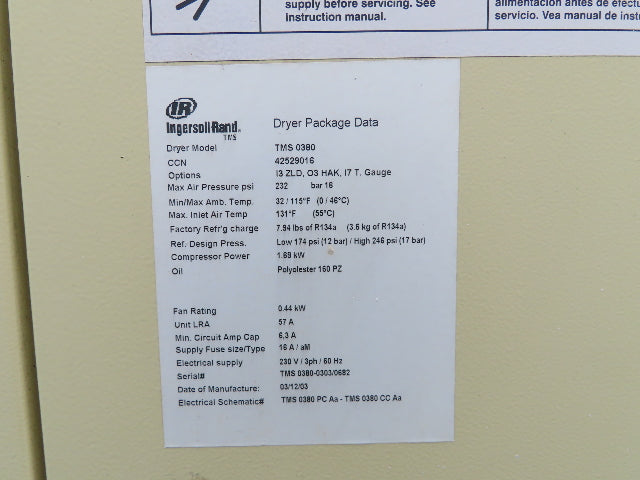 supply before servicing. See
instruction manual.
alimentación antes de
servicio. Vea manual de
IR
Ingersoll-Rand.
TMS
Dryer Package Data
Dryer Model TMS 0380
CCN 42529016
Options I3 ZLD, O3 HAK, I7 T. Gauge
Max Air Pressure psi 232 bar 16
Min/Max Amb. Temp. 32 / 115°F (0 / 46°C)
Max. Inlet Air Temp 131°F (55°C)
Factory Refr'g charge 7.94 lbs of R134a (3.6 kg of R134a)
Ref. Design Press. Low 174 psi (12 bar) / High 246 psi (17 bar)
Compressor Power 1.69 kW
Oil Polyolester 160 PZ
Fan Rating 0.44 kW
Unit LRA 57 A
Min. Circuit Amp Cap 6,3 A
Supply Fuse size/Type 16 A / aM
Electrical supply 230 V / 3ph / 60 Hz
Serial# TMS 0380-0303/0682
Date of Manufacture: 03/12/03
Electrical Schematic# TMS 0380 PC Aa - TMS 0380 CC Aa